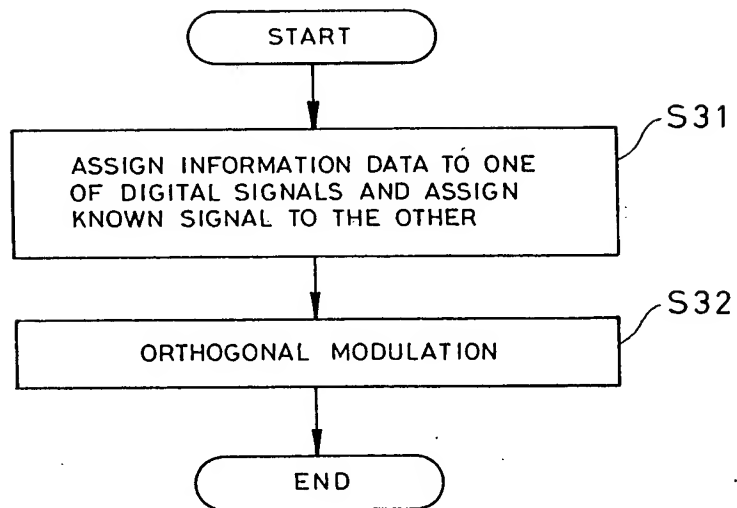 START
S31
ASSIGN INFORMATION DATA TO ONE
OF DIGITAL SIGNALS AND ASSIGN
KNOWN SIGNAL TO THE OTHER
S32
ORTHOGONAL MODULATION
END